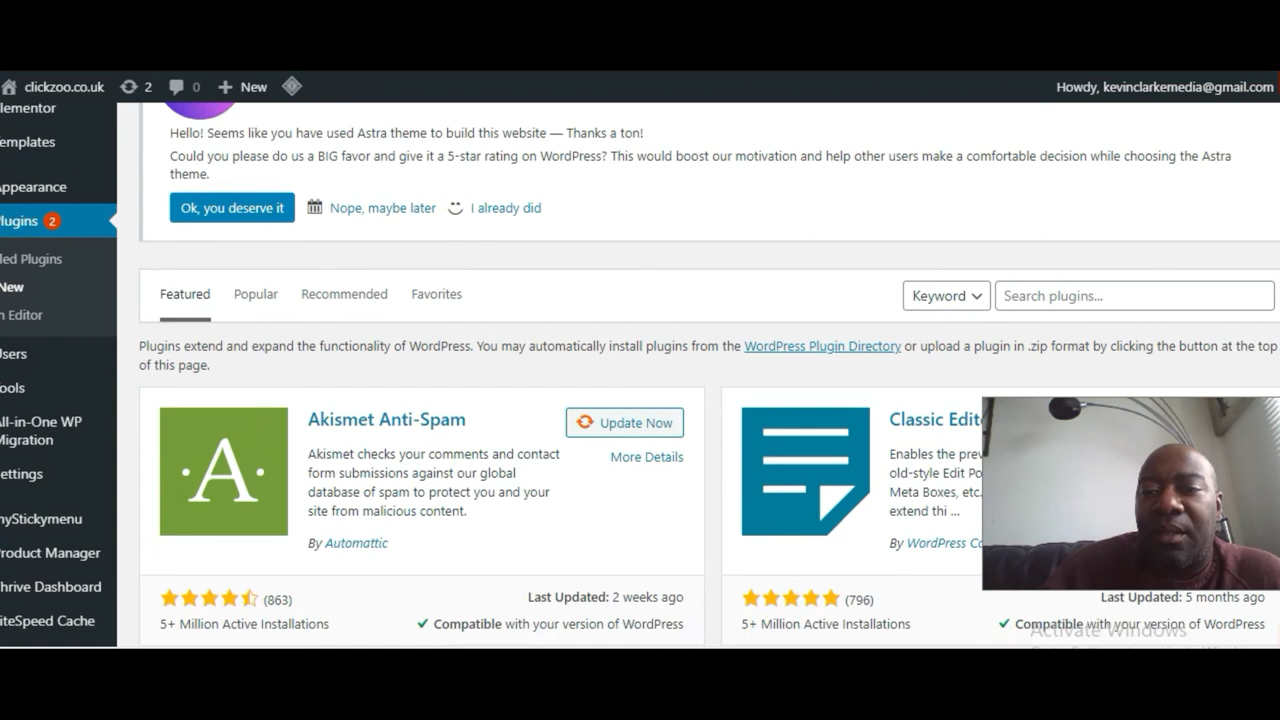 clickzoo.co.uk 2 0 New Howdy, kevinclarkemedia@gmail.com
lementor
emplates
ppearance
lugins 2
led Plugins
New
n Editor
sers
ools
ll-in-One WP
igration
ettings
yStickymenu
roduct Manager
hrive Dashboard
iteSpeed Cache
Hello! Seems like you have used Astra theme to build this website — Thanks a ton!
Could you please do us a BIG favor and give it a 5-star rating on WordPress? This would boost our motivation and help other users make a comfortable decision while choosing the Astra
theme.
Ok, you deserve it Nope, maybe later I already did
Featured Popular Recommended Favorites Keyword Search plugins...
Plugins extend and expand the functionality of WordPress. You may automatically install plugins from the WordPress Plugin Directory or upload a plugin in .zip format by clicking the button at the top
of this page.
A
Akismet Anti-Spam
Update Now
More Details
Akismet checks your comments and contact
form submissions against our global
database of spam to protect you and your
site from malicious content.
By Automattic
(863) Last Updated: 2 weeks ago
5+ Million Active Installations Compatible with your version of WordPress
Classic Edit
Enables the prev
old-style Edit Po
Meta Boxes, etc.
extend thi ...
By WordPress Co
(796) Last Updated: 5 months ago
5+ Million Active Installations Compatible with your version of WordPress
Activate Windows